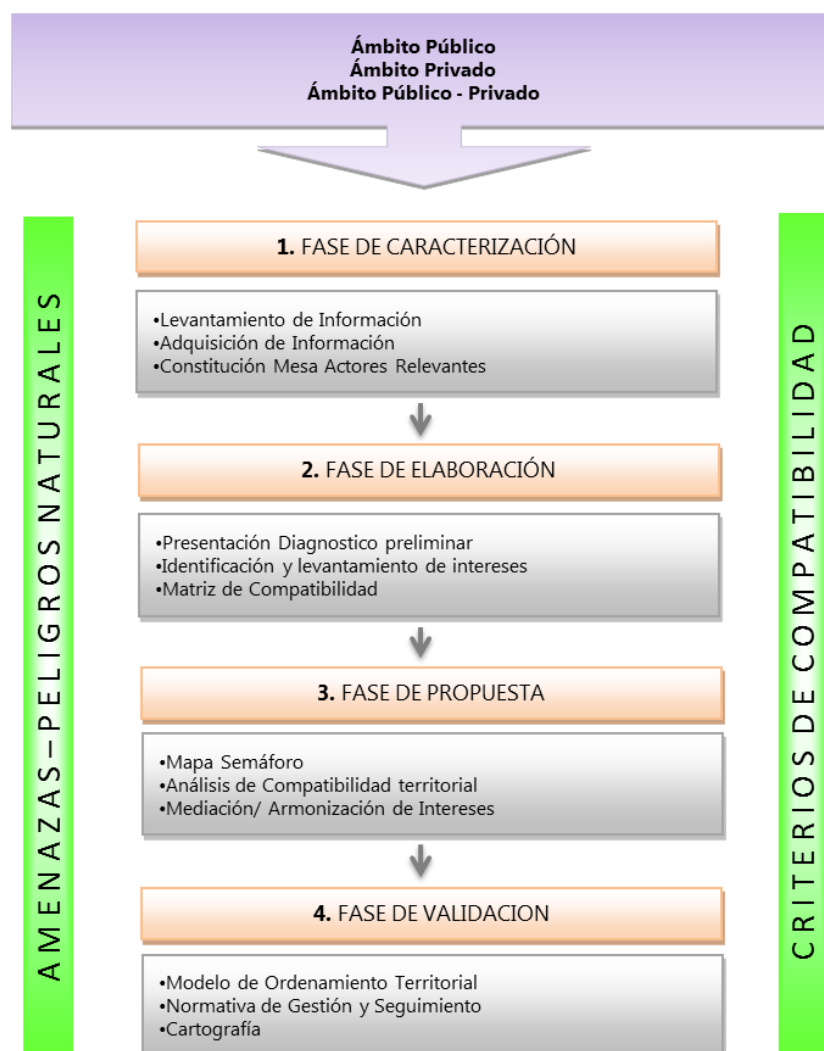 Ámbito Público
Ámbito Privado
Ámbito Público - Privado
AMENAZAS–PELIGROS NATURALES
1. FASE DE CARACTERIZACIÓN
•Levantamiento de Información
•Adquisición de Información
•Constitución Mesa Actores Relevantes
2. FASE DE ELABORACIÓN
•Presentación Diagnostico preliminar
•Identificación y levantamiento de intereses
•Matriz de Compatibilidad
3. FASE DE PROPUESTA
•Mapa Semáforo
•Análisis de Compatibilidad territorial
•Mediación/ Armonización de Intereses
4. FASE DE VALIDACION
•Modelo de Ordenamiento Territorial
•Normativa de Gestión y Seguimiento
•Cartografía
CRITERIOS DE COMPATIBILIDAD